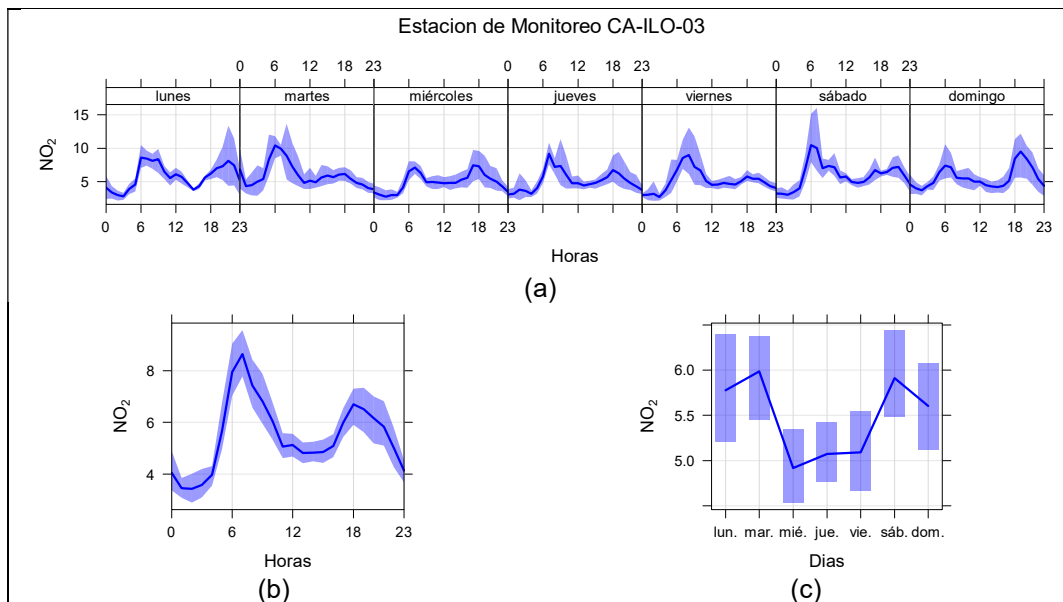 Estacion de Monitoreo CA-ILO-03
0 6 12 18 23 0 6 12 18 23 0 6 12 18 23
lunes martes miércoles jueves viernes sábado domingo
15
10
5
NO₂
0 6 12 18 23 0 6 12 18 23 0 6 12 18 23 0 6 12 18 23
Horas
(a)
8
6
4
NO₂
0 6 12 18 23
Horas
(b)
6.0
5.5
5.0
NO₂
lun. mar. mié. jue. vie. sáb. dom.
Dias
(c)